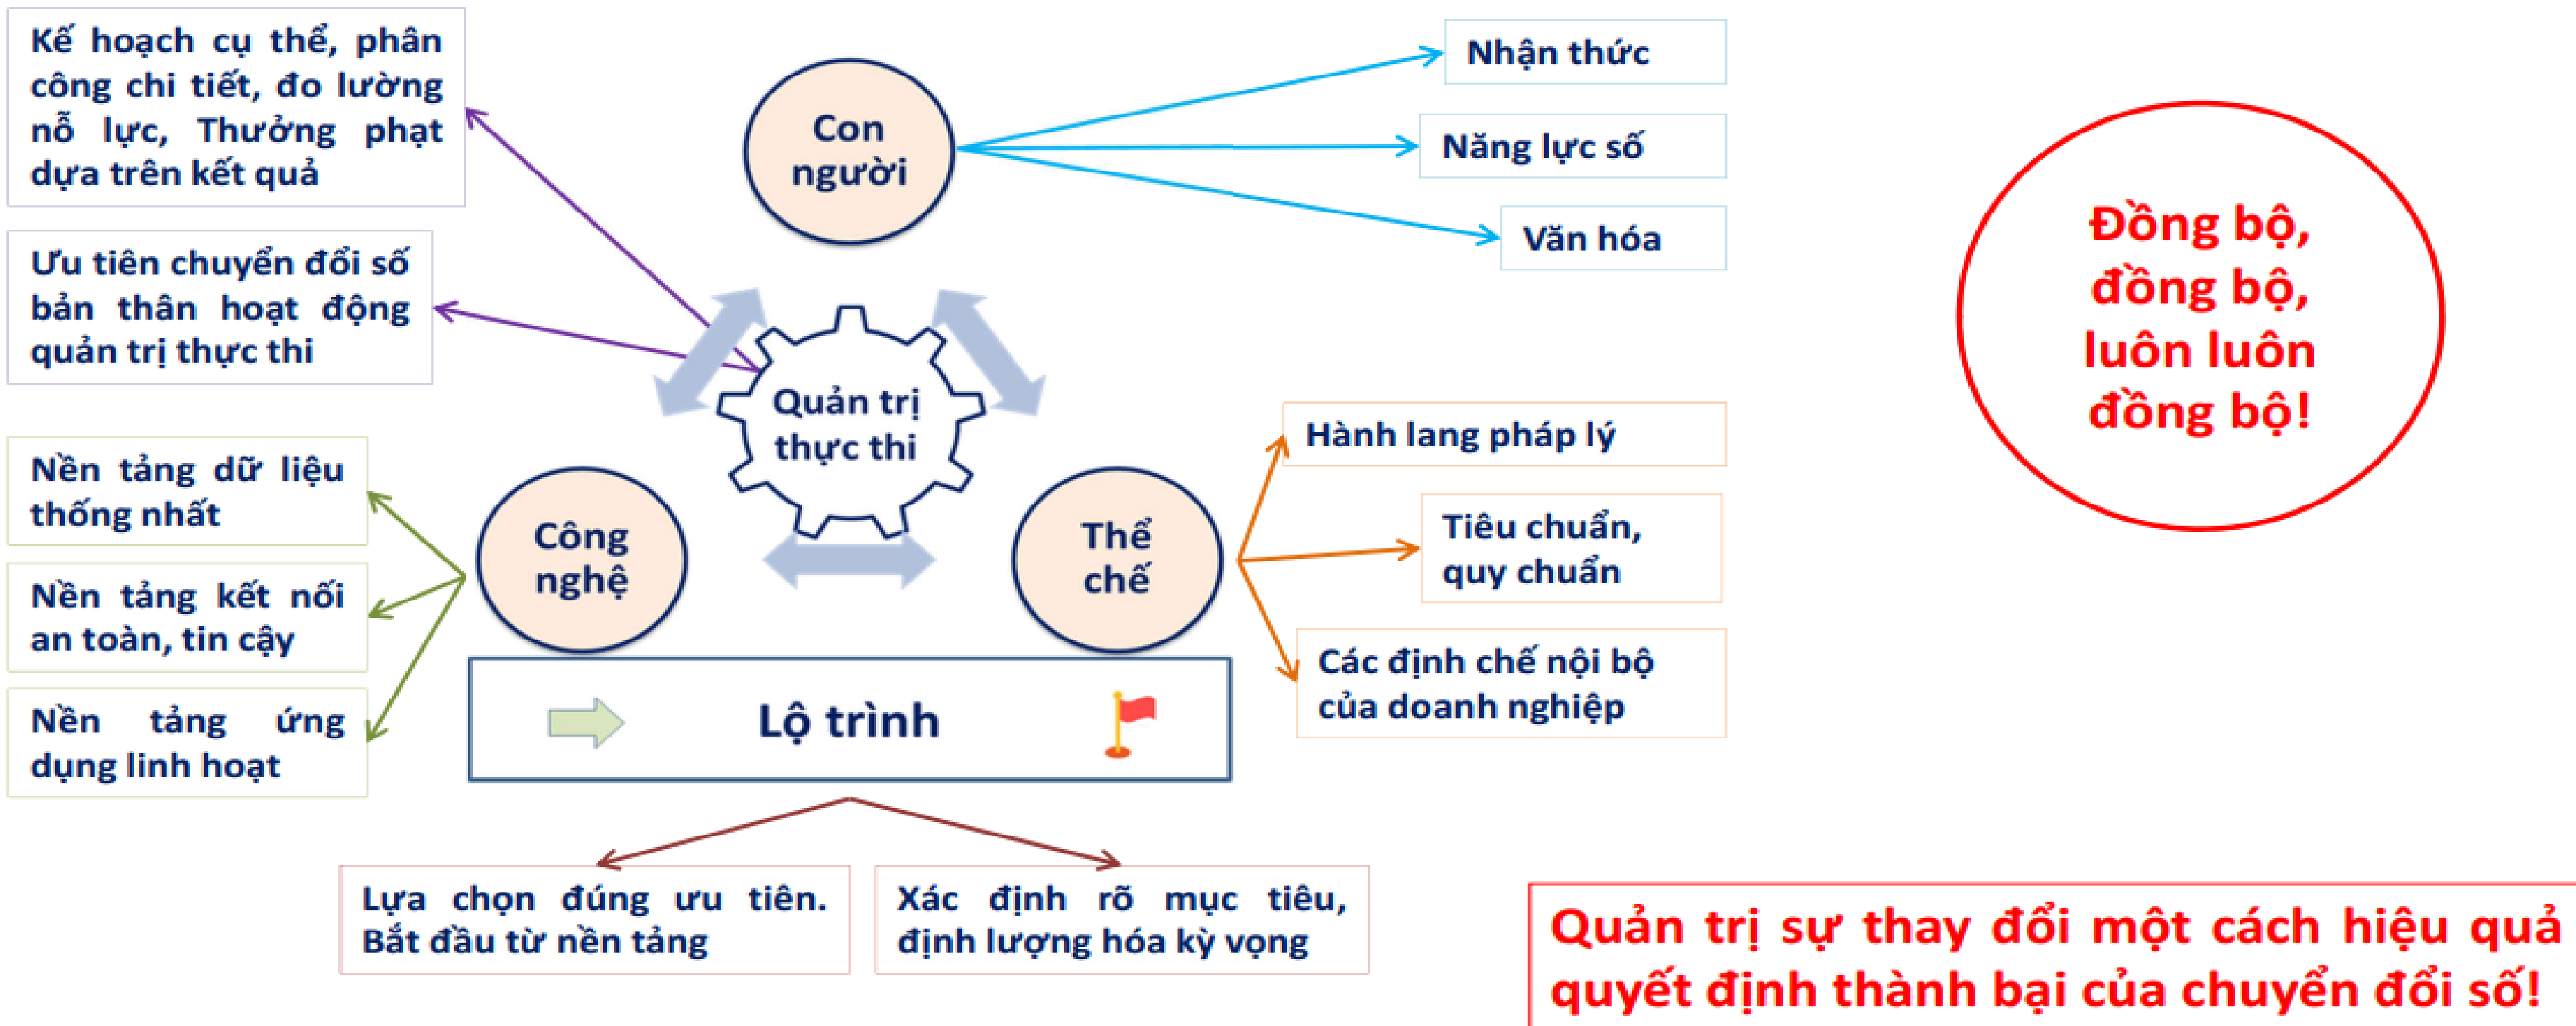 Kế hoạch cụ thể, phân
công chi tiết, đo lường
nỗ lực, Thưởng phạt
dựa trên kết quả
Ưu tiên chuyển đổi số
bản thân hoạt động
quản trị thực thi
Nền tảng dữ liệu
thống nhất
Nền tảng kết nối
an toàn, tin cậy
Nền tảng ứng
dụng linh hoạt
Con
người
Quản trị
thực thi
Công
nghệ
Thể
chế
Lộ trình
Lựa chọn đúng ưu tiên.
Bắt đầu từ nền tảng
Xác định rõ mục tiêu,
định lượng hóa kỳ vọng
Nhận thức
Năng lực số
Văn hóa
Hành lang pháp lý
Tiêu chuẩn,
quy chuẩn
Các định chế nội bộ
của doanh nghiệp
Đồng bộ,
đồng bộ,
luôn luôn
đồng bộ!
Quản trị sự thay đổi một cách hiệu quả
quyết định thành bại của chuyển đổi số!